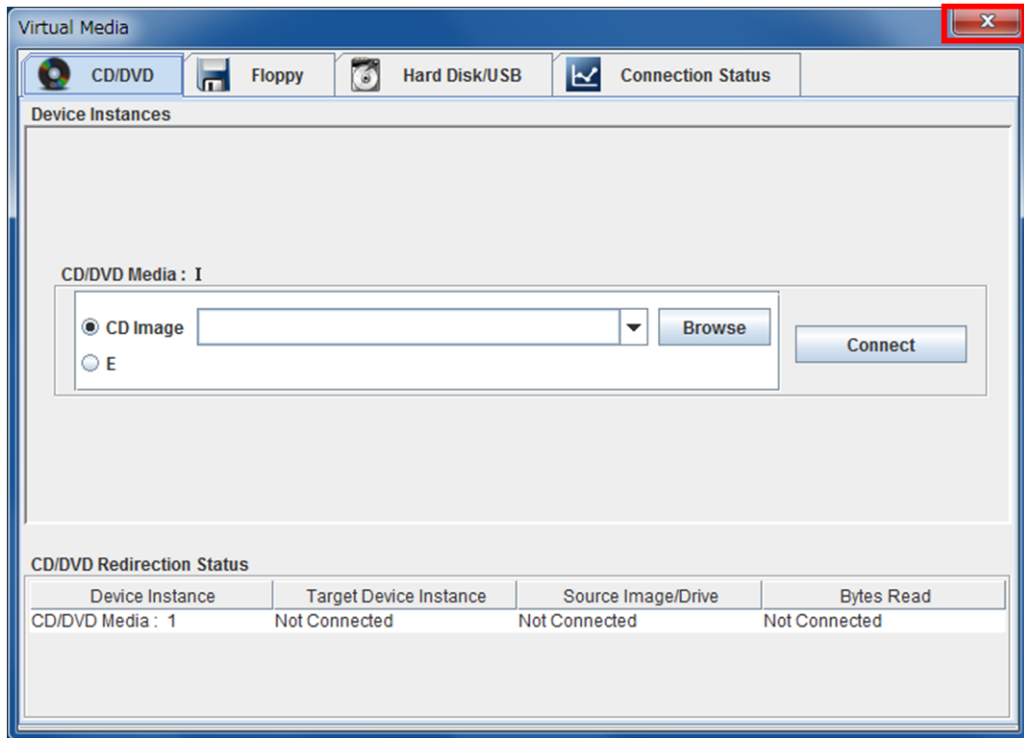 Virtual Media
X
CD/DVD Floppy Hard Disk/USB Connection Status
Device Instances
CD/DVD Media : I
CD Image Browse
Connect
E
CD/DVD Redirection Status
Device Instance Target Device Instance Source Image/Drive Bytes Read
CD/DVD Media : 1 Not Connected Not Connected Not Connected